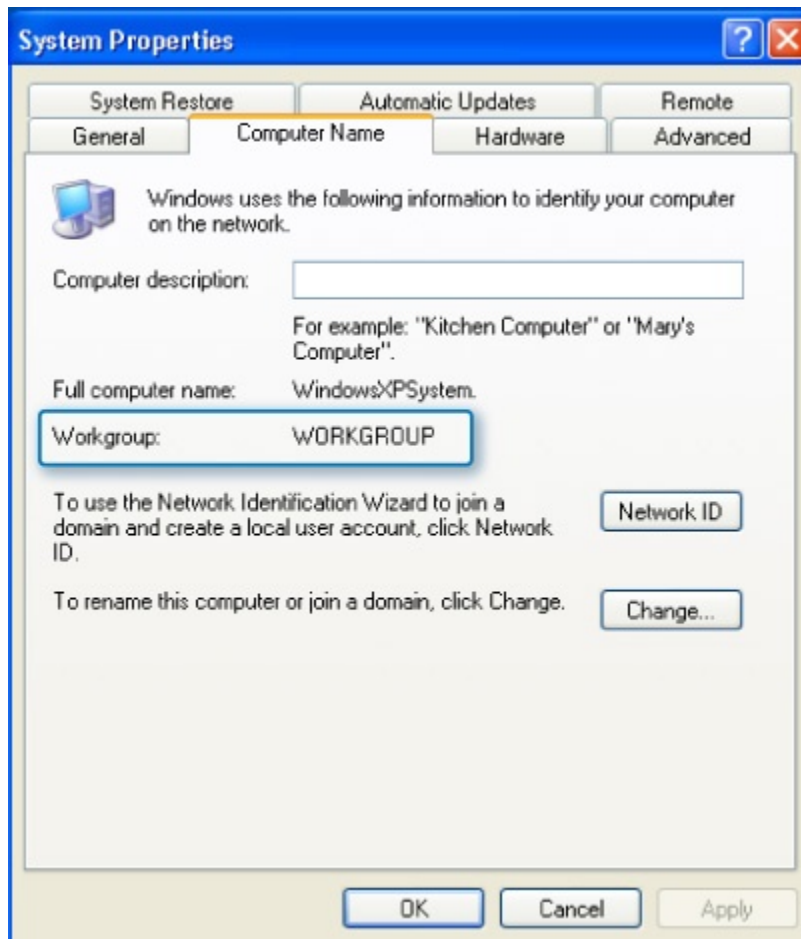 System Properties
?
System Restore
Automatic Updates
Remote
General
Computer Name
Hardware
Advanced
Windows uses the following information to identify your computer
on the network.
Computer description:
For example: "Kitchen Computer" or "Mary's
Computer".
Full computer name: WindowsXPSystem.
Workgroup: WORKGROUP
To use the Network Identification Wizard to join a
domain and create a local user account, click Network
ID.
Network ID
To rename this computer or join a domain, click Change.
Change...
OK
Cancel
Apply